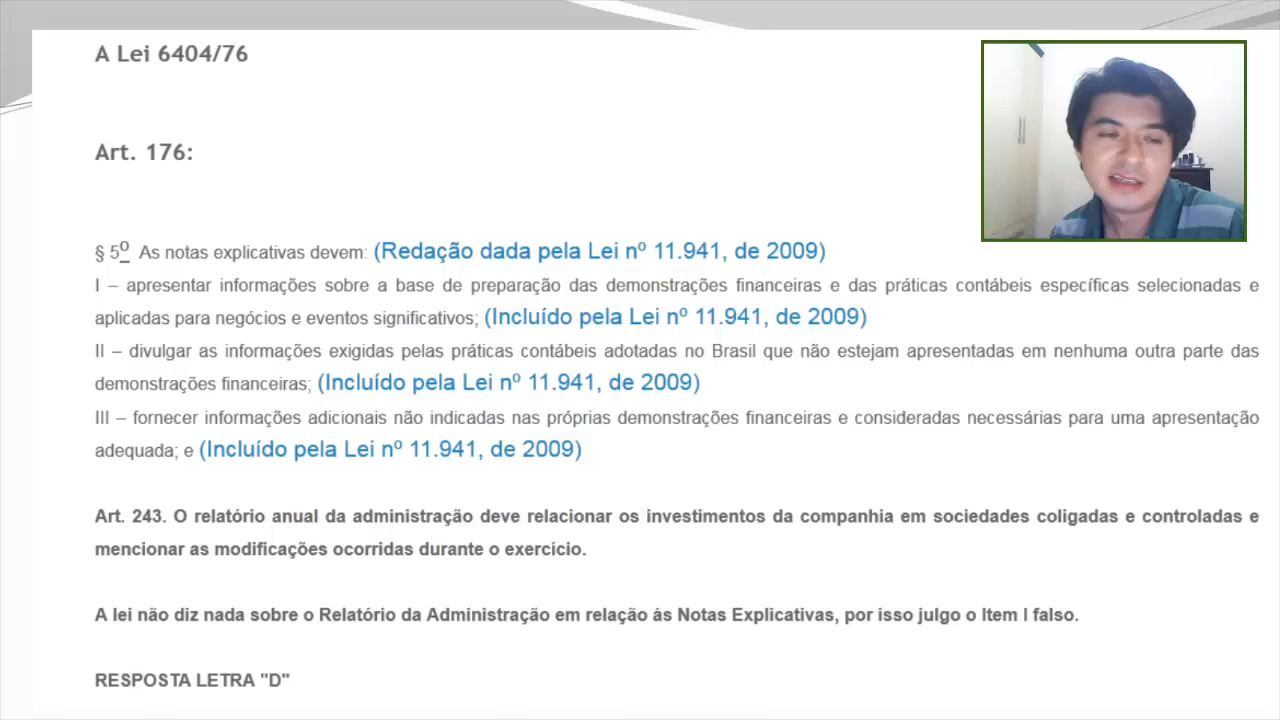 A Lei 6404/76
Art. 176:
§ 5º As notas explicativas devem: (Redação dada pela Lei nº 11.941, de 2009)
I – apresentar informações sobre a base de preparação das demonstrações financeiras e das práticas contábeis específicas selecionadas e
aplicadas para negócios e eventos significativos; (Incluído pela Lei nº 11.941, de 2009)
II – divulgar as informações exigidas pelas práticas contábeis adotadas no Brasil que não estejam apresentadas em nenhuma outra parte das
demonstrações financeiras; (Incluído pela Lei nº 11.941, de 2009)
III – fornecer informações adicionais não indicadas nas próprias demonstrações financeiras e consideradas necessárias para uma apresentação
adequada; e (Incluído pela Lei nº 11.941, de 2009)
Art. 243. O relatório anual da administração deve relacionar os investimentos da companhia em sociedades coligadas e controladas e
mencionar as modificações ocorridas durante o exercício.
A lei não diz nada sobre o Relatório da Administração em relação ás Notas Explicativas, por isso julgo o Item I falso.
RESPOSTA LETRA "D"